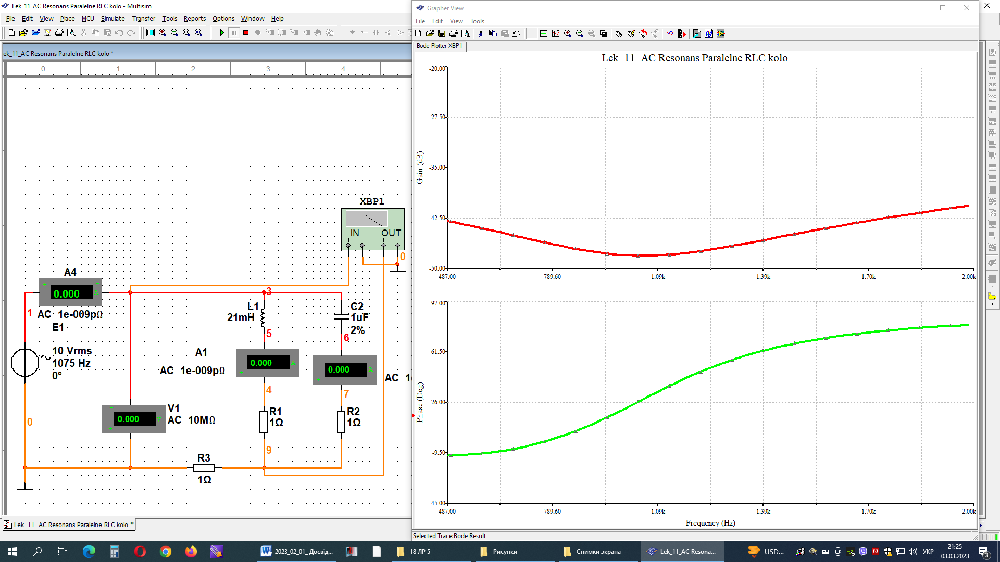 Lek_11_AC Resonans Paralelne RLC kolo - Multisim
File Edit View Place MCU Simulate Transfer Tools Reports Options Window Help
ek_11_AC Resonans Paralelne RLC kolo *
0 1 2 3 4
XBP1
IN OUT
+ − + −
0
A4
+ −
0.000 A
AC 1e-009pΩ
1
E1
10 Vrms
1075 Hz
0°
0
3
L1
21mH
5
C2
1uF
2%
6
A1
0.000 A
AC 1e-009pΩ
0.000 A
4
7
V1
0.000 V
AC 10MΩ
R1
1Ω
R2
1Ω
9
R3
1Ω
Lek_11_AC Resonans Paralelne RLC kolo *
Grapher View
File Edit View Tools
Bode Plotter-XBP1
Lek_11_AC Resonans Paralelne RLC kolo
Gain (dB)
-20.00
-27.50
-35.00
-42.50
-50.00
487.00 789.60 1.09k 1.39k 1.70k 2.00k
Phase (Deg)
97.00
61.50
26.00
-9.50
-45.00
487.00 789.60 1.09k 1.39k 1.70k 2.00k
Frequency (Hz)
Selected Trace:Bode Result
1.4v
2023_02_01_ Досвід...
18 ЛР 5
Рисунки
Снимки экрана
Lek_11_AC Resona...
USD...
УКР
21:25
03.03.2023
3